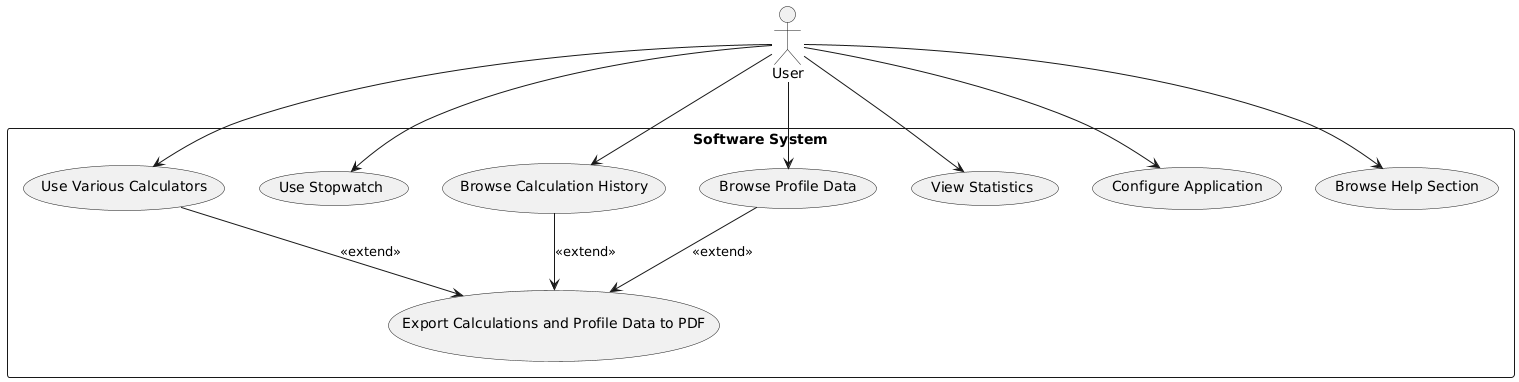 User
Software System
Use Various Calculators
Use Stopwatch
Browse Calculation History
Browse Profile Data
View Statistics
Configure Application
Browse Help Section
«extend»
«extend»
«extend»
Export Calculations and Profile Data to PDF